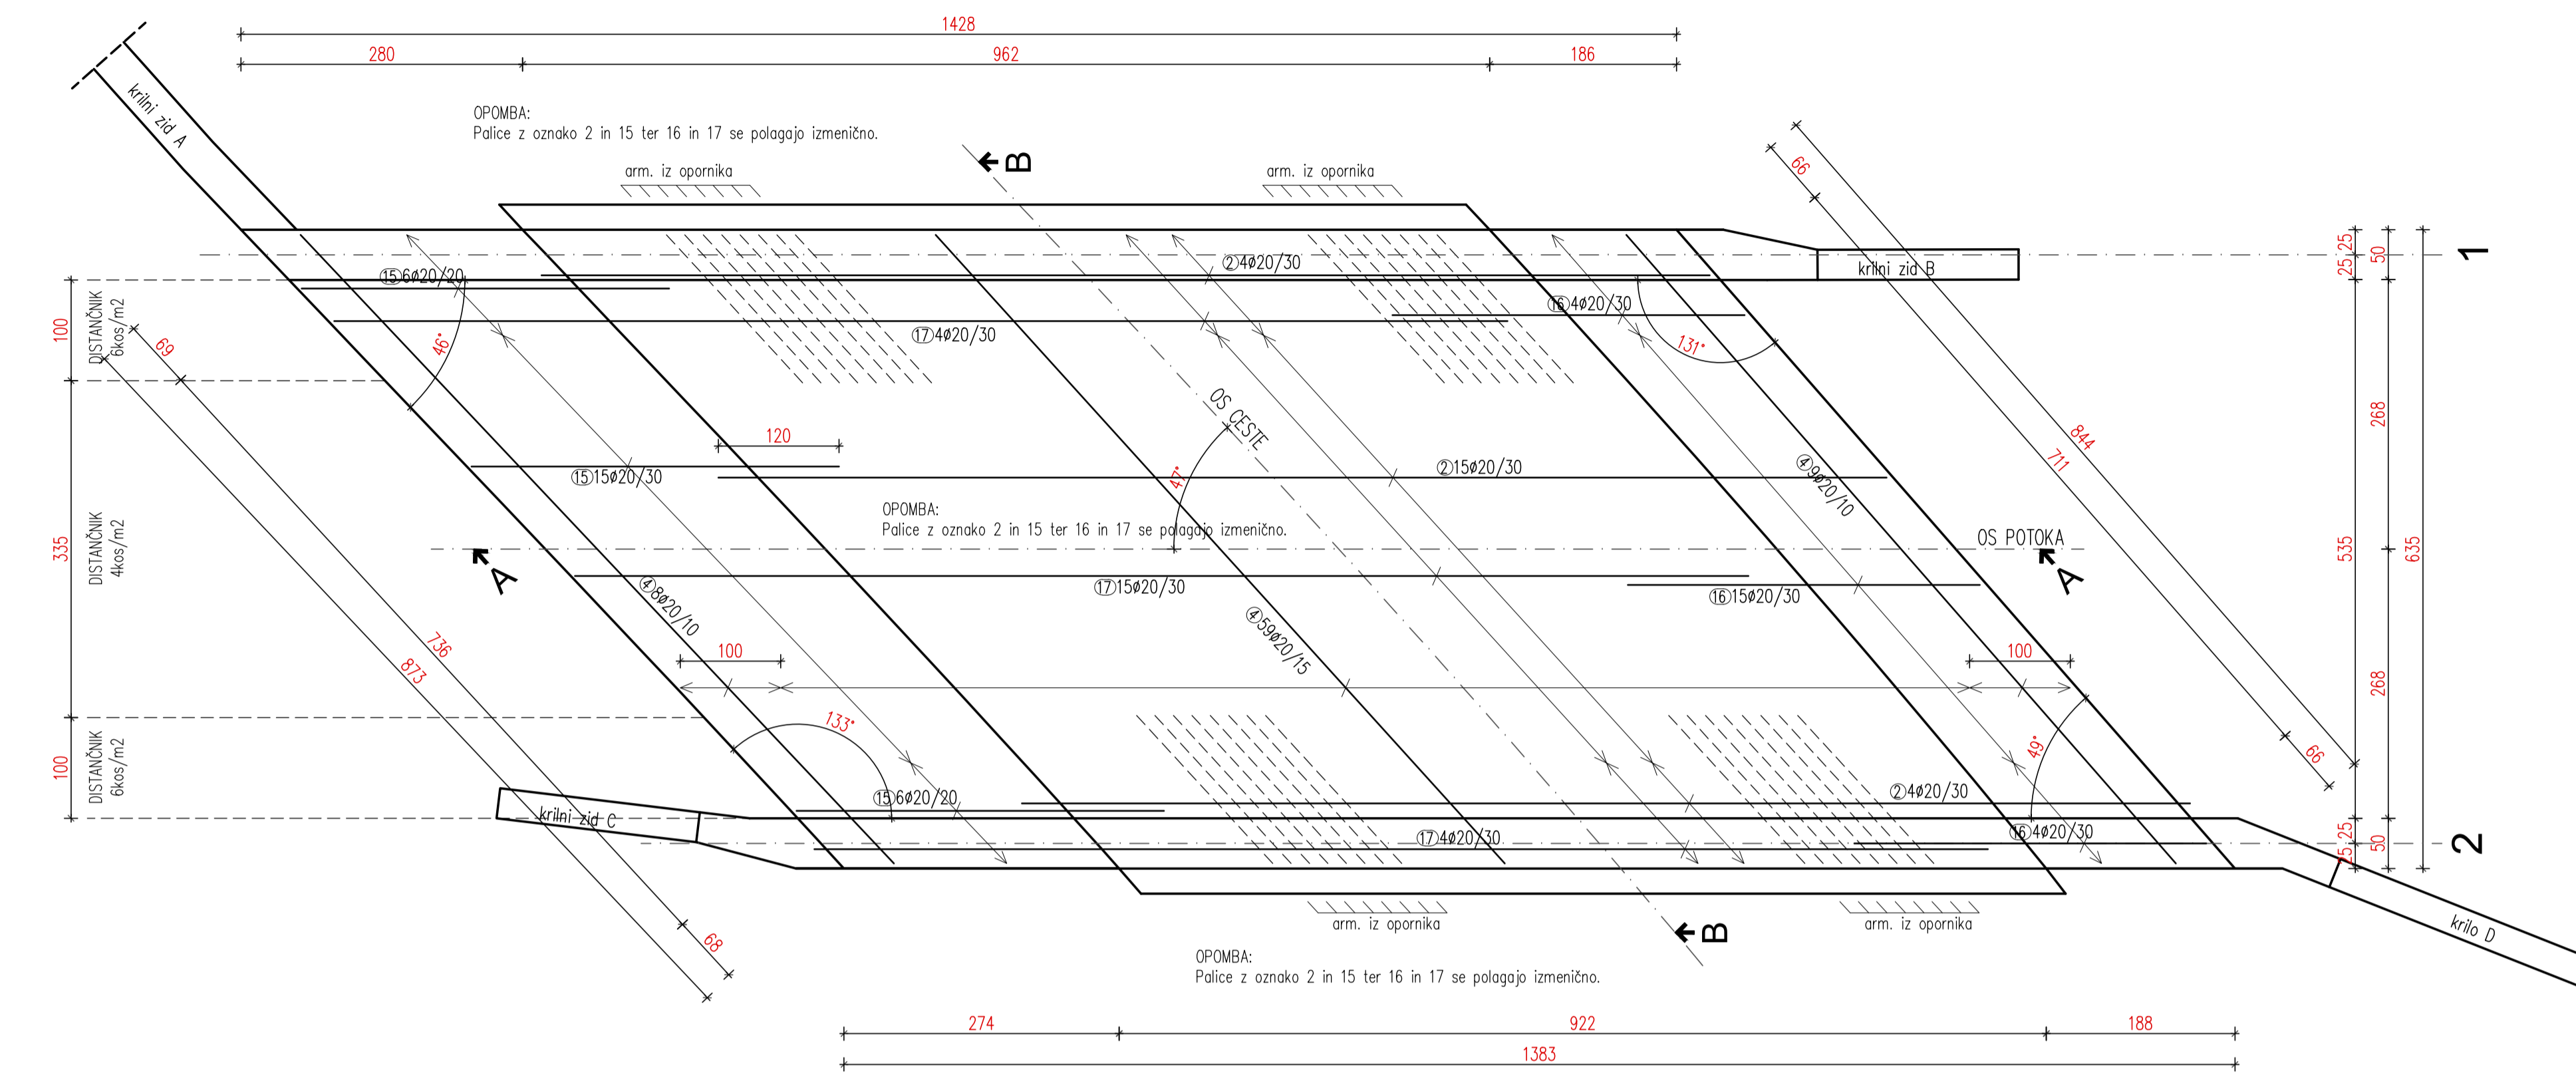 1428
280
962
186
OPOMBA:
Palice z oznako 2 in 15 ter 16 in 17 se polagajo izmenično.
krilni zid A
arm. iz opornika
B
arm. iz opornika
66
25
25
50
1
②4ø20/30
krilni zid B
⑮6ø20/20
⑯4ø20/30
⑰4ø20/30
100
DISTANČNIK
6kos/m2
69
46°
131°
OS CESTE
844
711
268
120
②15ø20/30
⑮15ø20/30
④9ø20/10
47°
OPOMBA:
Palice z oznako 2 in 15 ter 16 in 17 se polagajo izmenično.
OS POTOKA
335
DISTANČNIK
4kos/m2
A
A
535
635
④8ø20/10
⑰15ø20/30
⑯15ø20/30
④59ø20/15
736
873
100
100
268
133°
49°
66
100
DISTANČNIK
6kos/m2
⑮6ø20/20
②4ø20/30
krilni zid C
⑰4ø20/30
⑯4ø20/30
25
25
50
2
68
arm. iz opornika
arm. iz opornika
B
krilo D
OPOMBA:
Palice z oznako 2 in 15 ter 16 in 17 se polagajo izmenično.
274
922
188
1383